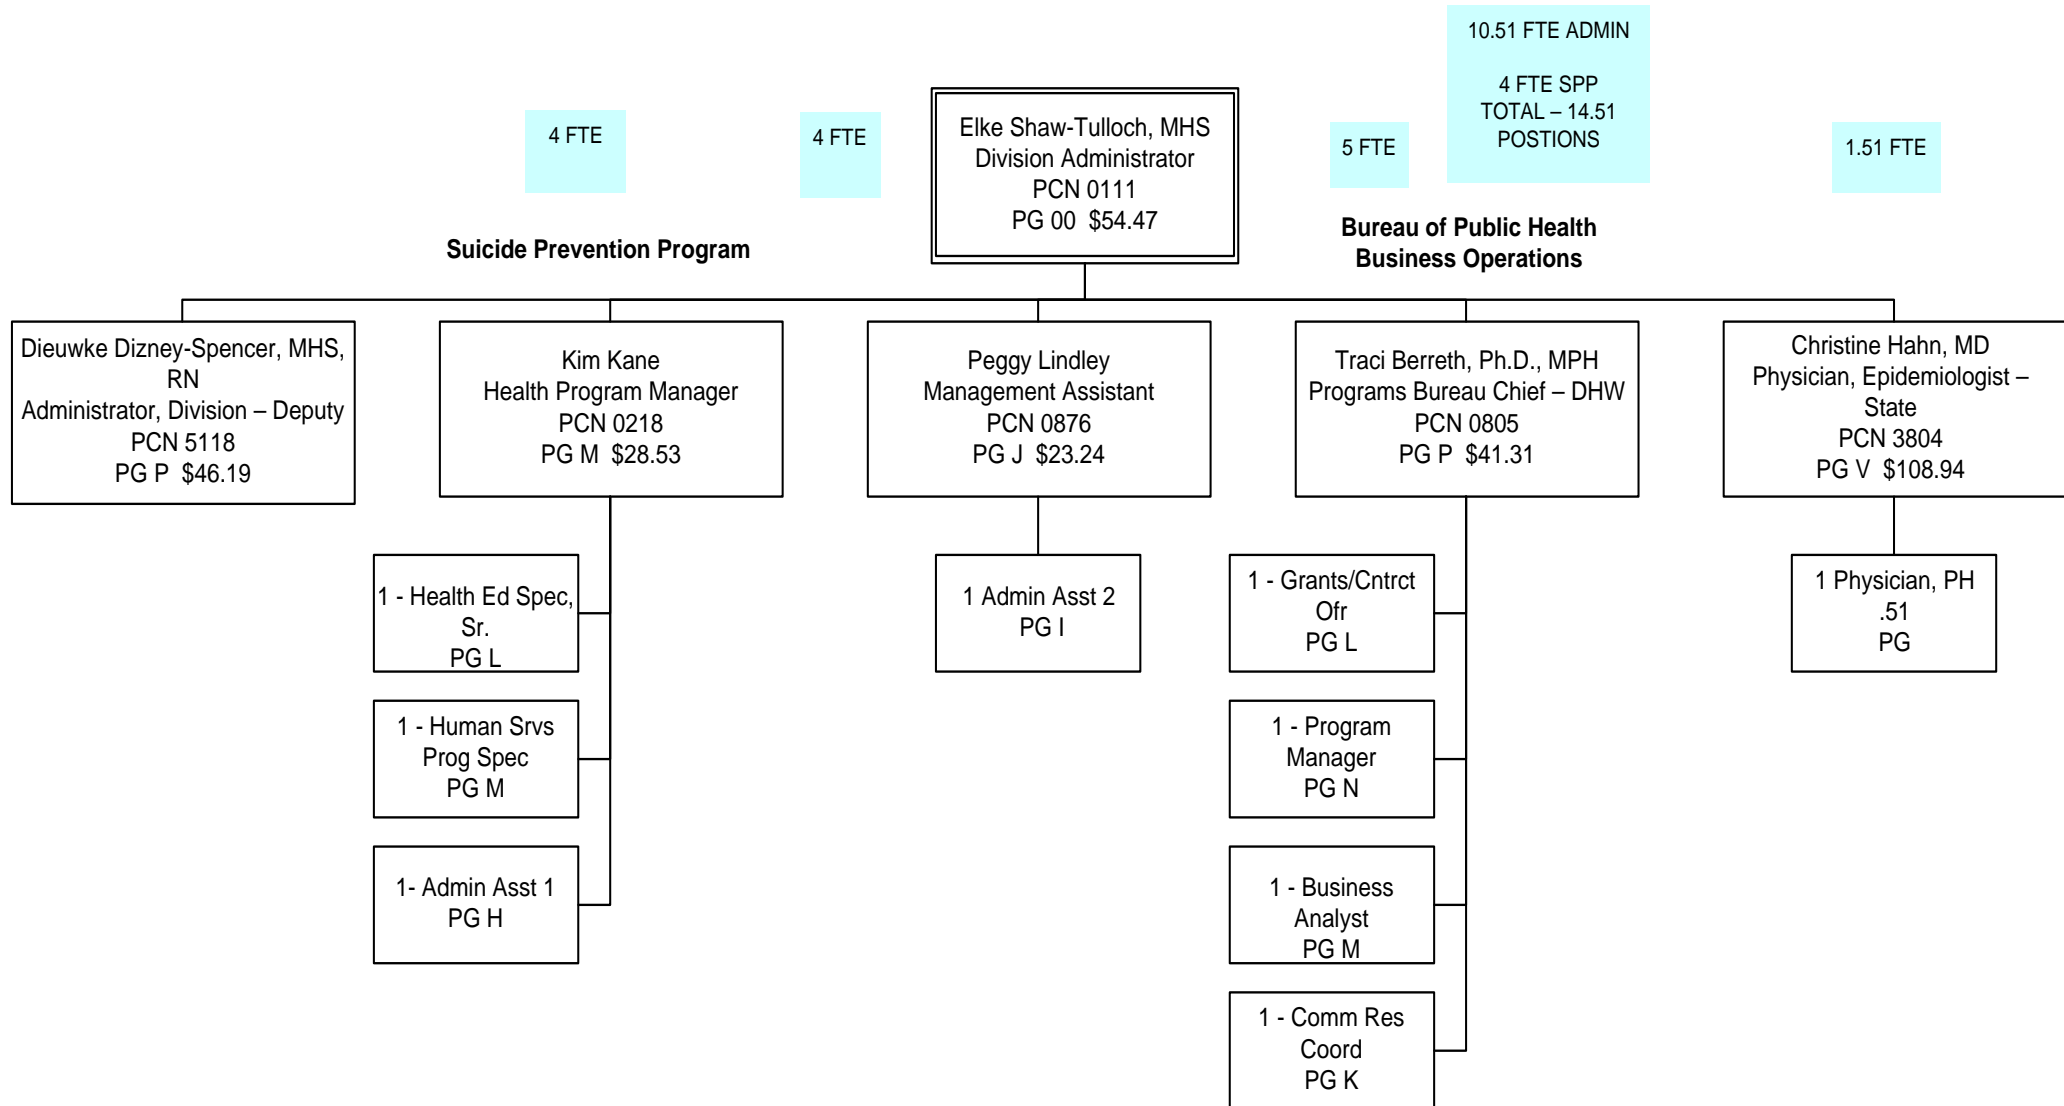 10.51 FTE ADMIN
4 FTE SPP
TOTAL – 14.51
POSTIONS
4 FTE
4 FTE
Elke Shaw-Tulloch, MHS
Division Administrator
PCN 0111
PG 00  $54.47
5 FTE
1.51 FTE
Suicide Prevention Program
Bureau of Public Health
Business Operations
Dieuwke Dizney-Spencer, MHS,
RN
Administrator, Division – Deputy
PCN 5118
PG P  $46.19
Kim Kane
Health Program Manager
PCN 0218
PG M  $28.53
Peggy Lindley
Management Assistant
PCN 0876
PG J  $23.24
Traci Berreth, Ph.D., MPH
Programs Bureau Chief – DHW
PCN 0805
PG P  $41.31
Christine Hahn, MD
Physician, Epidemiologist –
State
PCN 3804
PG V  $108.94
1 - Health Ed Spec,
Sr.
PG L
1 - Human Srvs
Prog Spec
PG M
1- Admin Asst 1
PG H
1 Admin Asst 2
PG I
1 - Grants/Cntrct
Ofr
PG L
1 - Program
Manager
PG N
1 - Business
Analyst
PG M
1 - Comm Res
Coord
PG K
1 Physician, PH
.51
PG